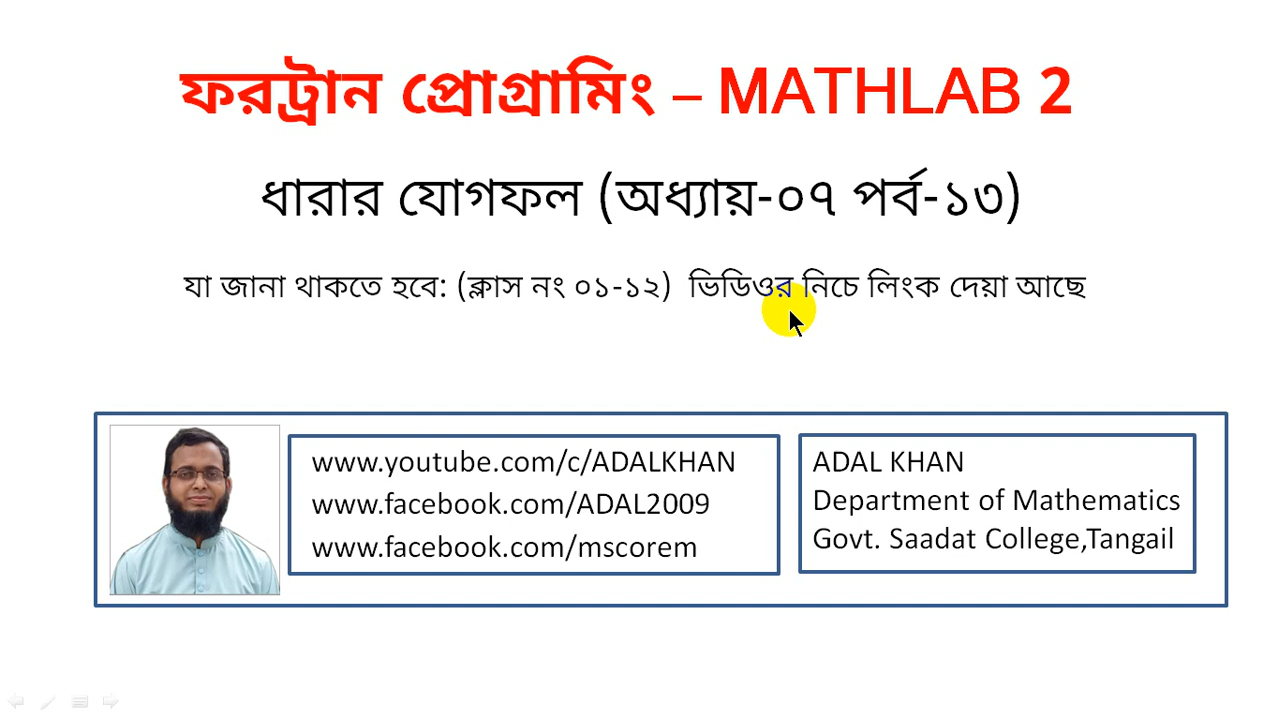 ফরট্রান প্রোগ্রামিং – MATHLAB 2
ধারার যোগফল (অধ্যায়-০৭ পর্ব-১৩)
যা জানা থাকতে হবে: (ক্লাস নং ০১-১২) ভিডিওর নিচে লিংক দেয়া আছে
www.youtube.com/c/ADALKHAN
www.facebook.com/ADAL2009
www.facebook.com/mscorem
ADAL KHAN
Department of Mathematics
Govt. Saadat College,Tangail